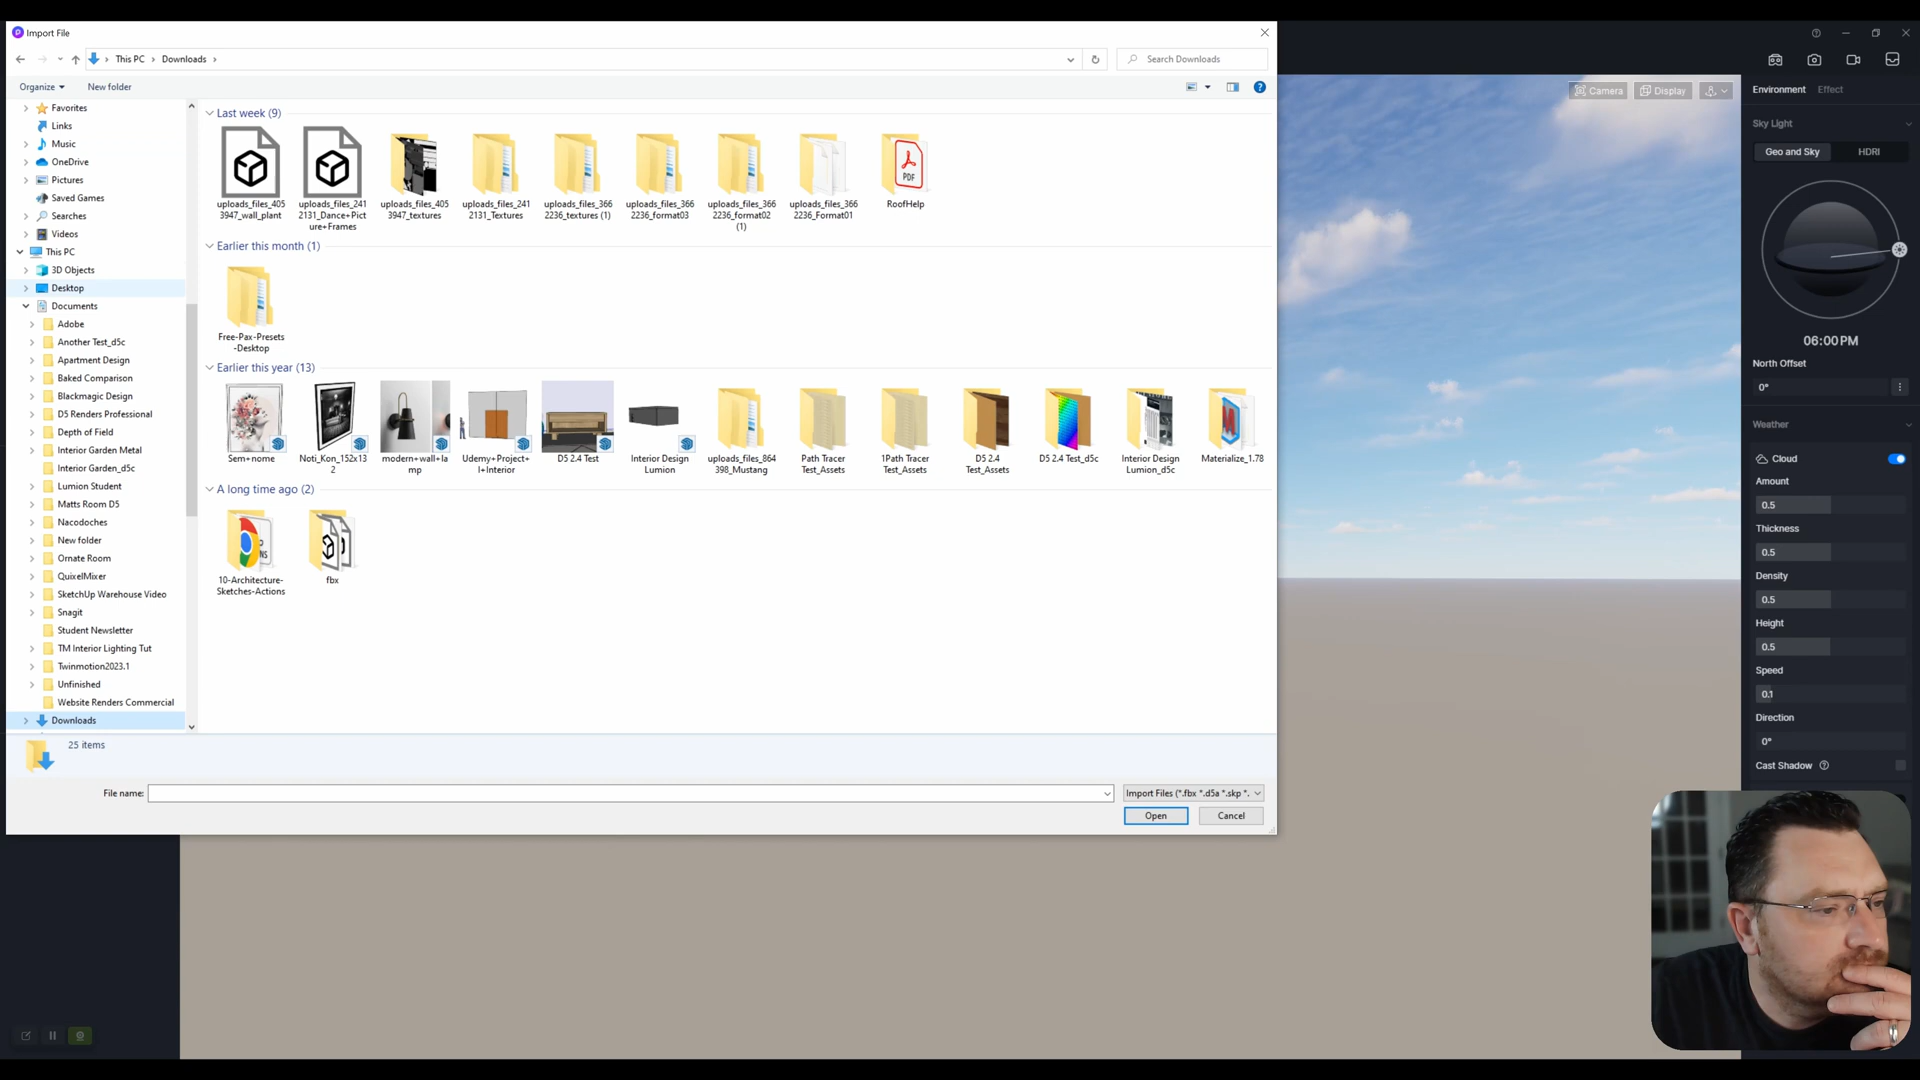 Import File
This PC
Downloads
Search Downloads
Organize
New folder
Favorites
Links
Music
OneDrive
Pictures
Saved Games
Searches
Videos
This PC
3D Objects
Desktop
Documents
Adobe
Another Test_d5c
Apartment Design
Baked Comparison
Blackmagic Design
D5 Renders Professional
Depth of Field
Interior Garden Metal
Interior Garden_d5c
Lumion Student
Matts Room D5
Nacodoches
New folder
Ornate Room
QuixelMixer
SketchUp Warehouse Video
Snagit
Student Newsletter
TM Interior Lighting Tut
Twinmotion2023.1
Unfinished
Website Renders Commercial
Downloads
Last week (9)
uploads_files_405
3947_wall_plant
uploads_files_241
2131_Dance+Pict
ure+Frames
uploads_files_405
3947_textures
uploads_files_241
2131_Textures
uploads_files_366
2236_textures (1)
uploads_files_366
2236_format03
uploads_files_366
2236_format02
(1)
uploads_files_366
2236_Format01
PDF
RoofHelp
Earlier this month (1)
Free-Pax-Presets
-Desktop
Earlier this year (13)
Sem+nome
Noti_Kon_152x13
2
modern+wall+la
mp
Udemy+Project+
I+Interior
D5 2.4 Test
Interior Design
Lumion
uploads_files_864
398_Mustang
Path Tracer
Test_Assets
1Path Tracer
Test_Assets
D5 2.4
Test_Assets
D5 2.4 Test_d5c
Interior Design
Lumion_d5c
Materialize_1.78
A long time ago (2)
10-Architecture-
Sketches-Actions
fbx
25 items
File name:
Import Files (*.fbx *.d5a *.skp *.
Open
Cancel
Camera
Display
Environment
Effect
Sky Light
Geo and Sky
HDRI
06:00PM
North Offset
0°
Weather
Cloud
Amount
0.5
Thickness
0.5
Density
0.5
Height
0.5
Speed
0.1
Direction
0°
Cast Shadow